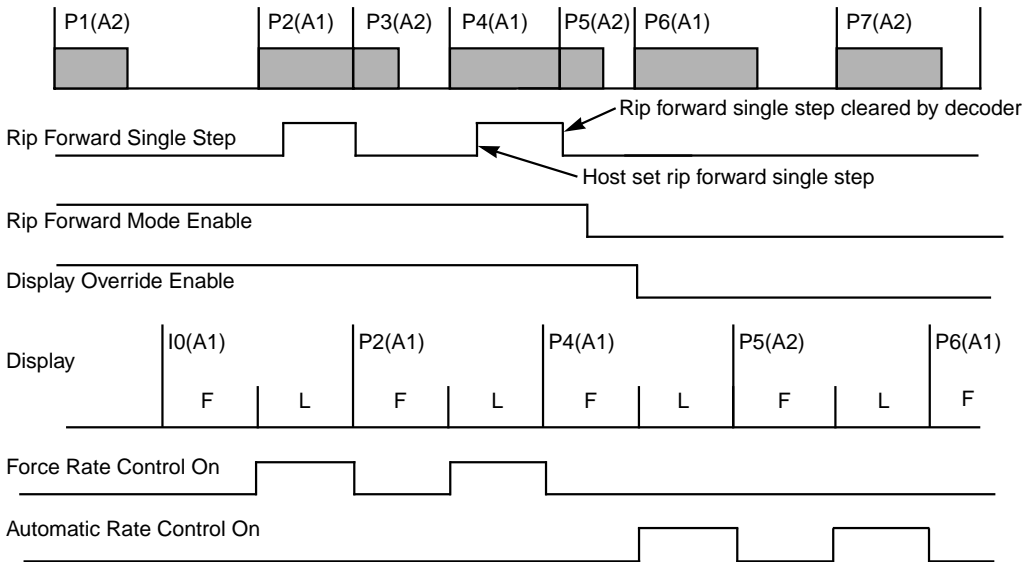 P1(A2) P2(A1) P3(A2) P4(A1) P5(A2) P6(A1) P7(A2)
Rip forward single step cleared by decoder
Rip Forward Single Step
Host set rip forward single step
Rip Forward Mode Enable
Display Override Enable
I0(A1) P2(A1) P4(A1) P5(A2) P6(A1)
Display
F L F L F L F L F
Force Rate Control On
Automatic Rate Control On